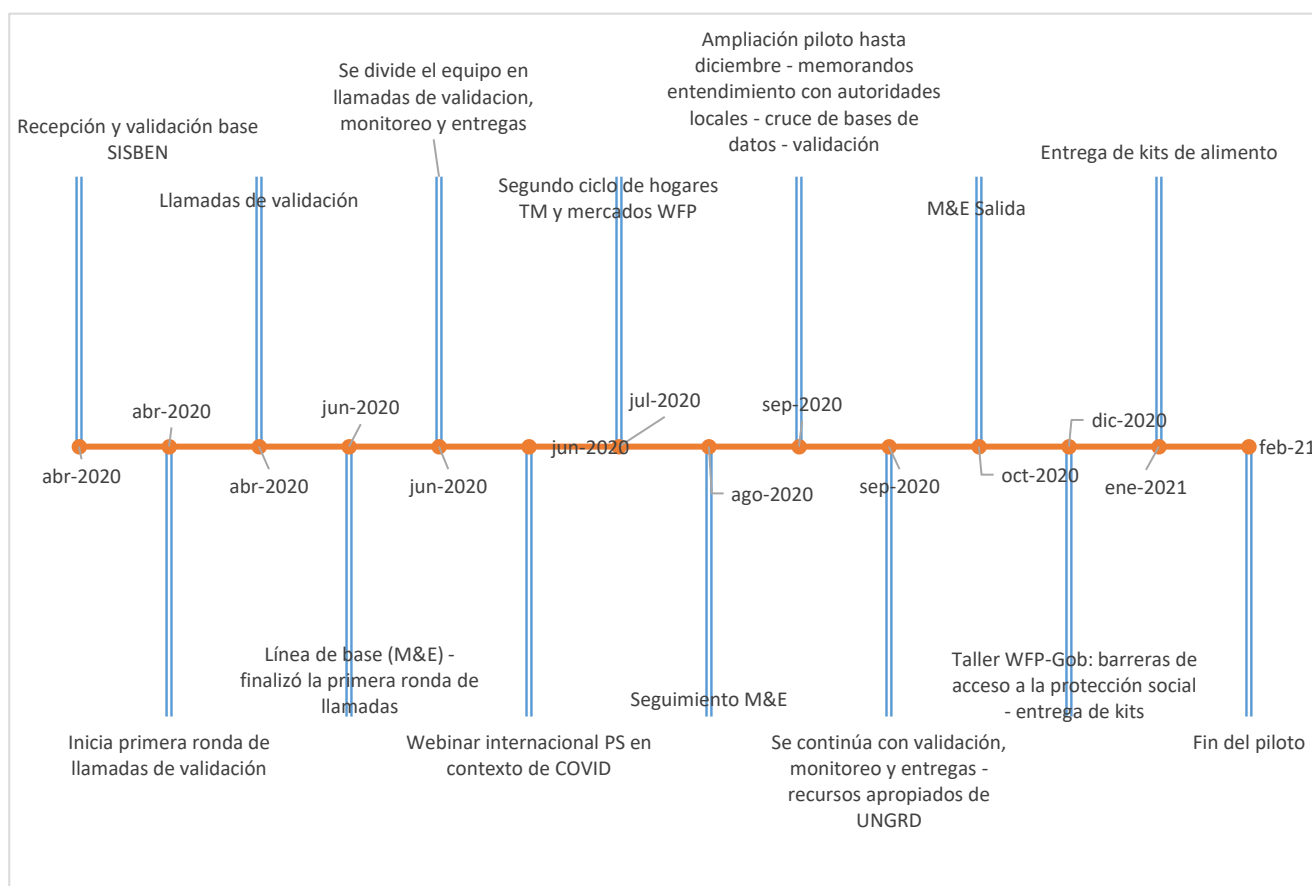 Ampliación piloto hasta
diciembre - memorandos
entendimiento con autoridades
locales - cruce de bases de
datos - validación
Se divide el equipo en
llamadas de validacion,
monitoreo y entregas
Recepción y validación base
SISBEN
Entrega de kits de alimento
Llamadas de validación
Segundo ciclo de hogares
TM y mercados WFP
M&E Salida
abr-2020
jun-2020
jul-2020
sep-2020
dic-2020
jun-2020
feb-21
abr-2020
abr-2020
jun-2020
ago-2020
sep-2020
oct-2020
ene-2021
Línea de base (M&E) -
finalizó la primera ronda de
llamadas
Seguimiento M&E
Taller WFP-Gob: barreras de
acceso a la protección social
- entrega de kits
Inicia primera ronda de
llamadas de validación
Webinar internacional PS en
contexto de COVID
Se continúa con validación,
monitoreo y entregas -
recursos apropiados de
UNGRD
Fin del piloto